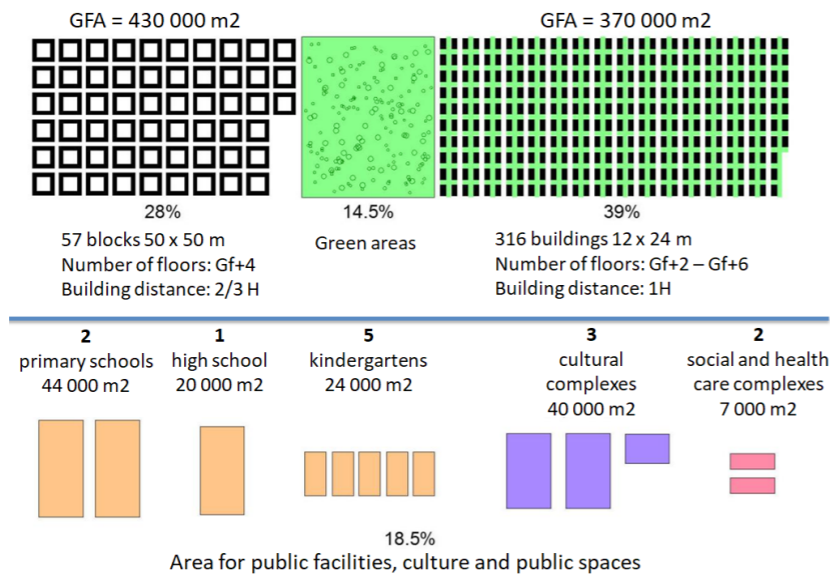 GFA = 430 000 m2
GFA = 370 000 m2
28%
14.5%
39%
57 blocks 50 x 50 m
Number of floors: Gf+4
Building distance: 2/3 H
Green areas
316 buildings 12 x 24 m
Number of floors: Gf+2 – Gf+6
Building distance: 1H
2
primary schools
44 000 m2
1
high school
20 000 m2
5
kindergartens
24 000 m2
3
cultural
complexes
40 000 m2
2
social and health
care complexes
7 000 m2
18.5%
Area for public facilities, culture and public spaces